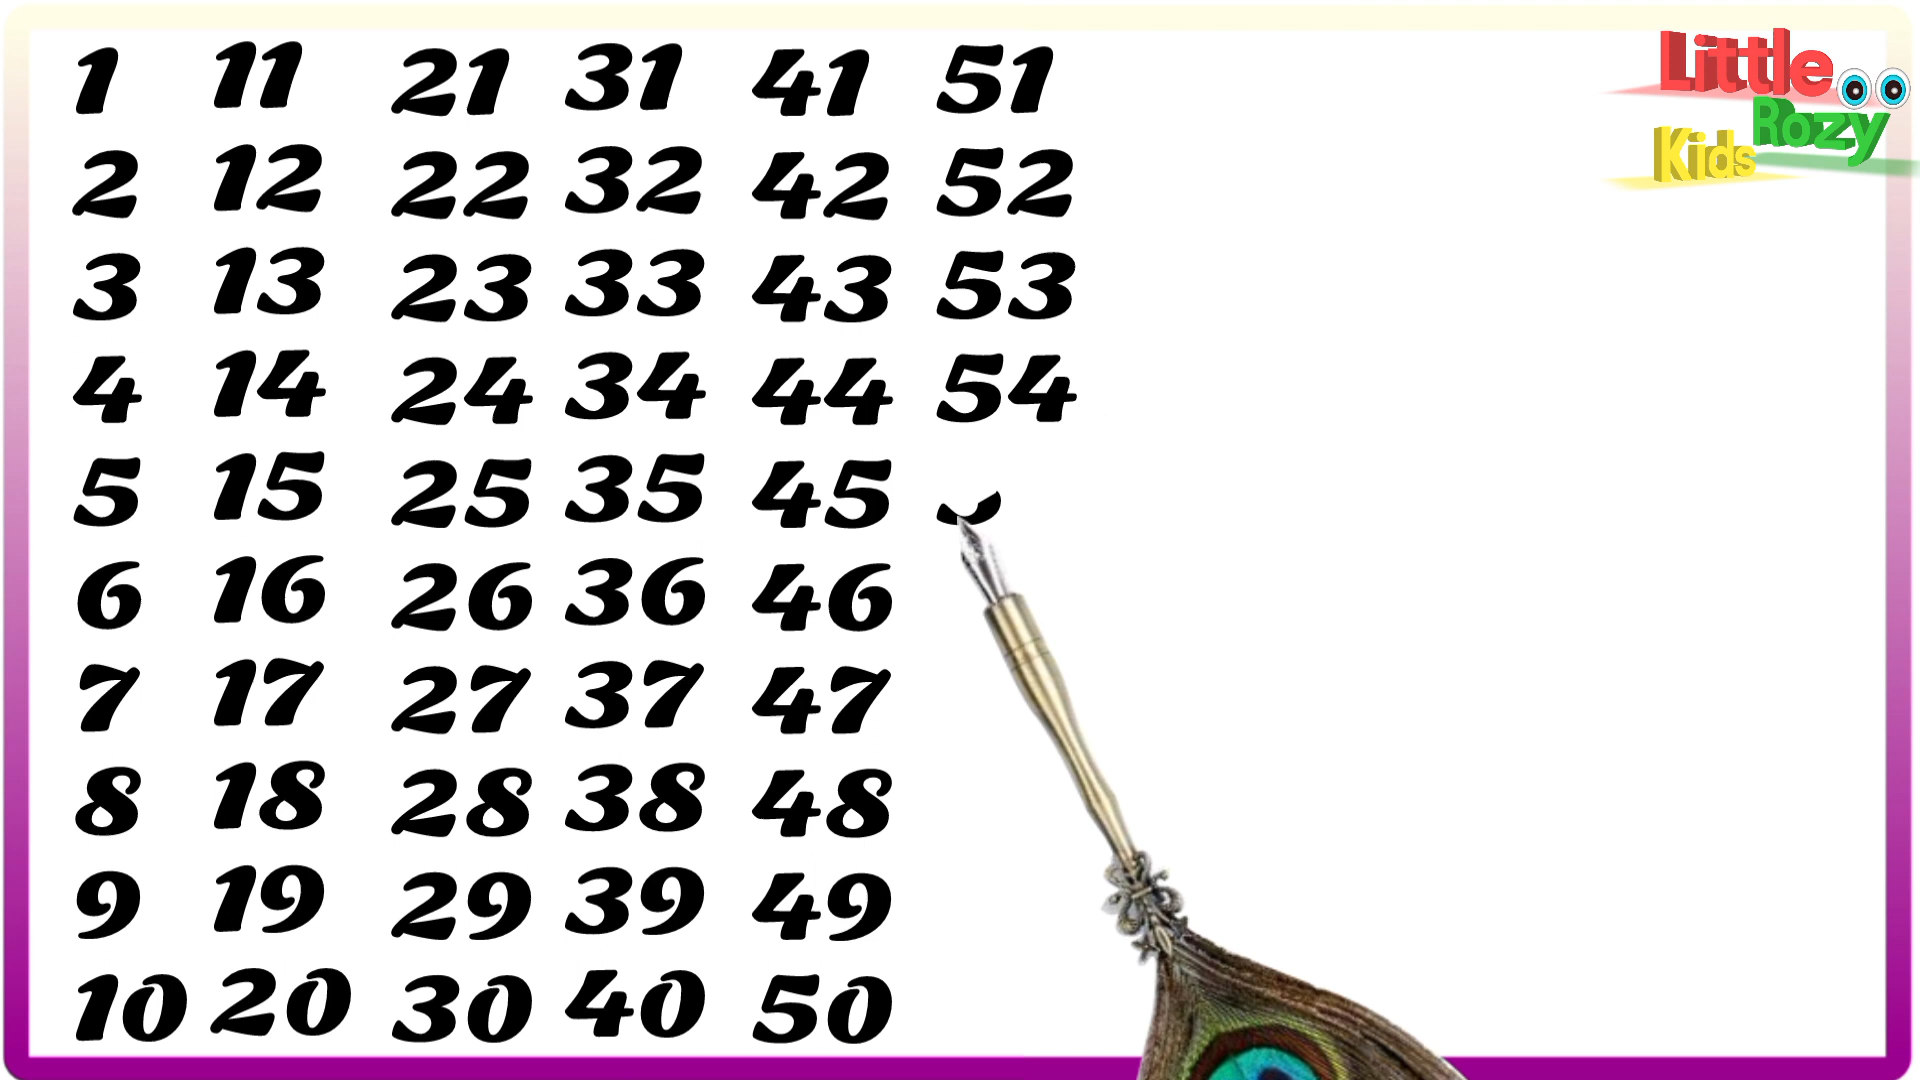 1 11 21 31 41 51
2 12 22 32 42 52
3 13 23 33 43 53
4 14 24 34 44 54
5 15 25 35 45
6 16 26 36 46
7 17 27 37 47
8 18 28 38 48
9 19 29 39 49
10 20 30 40 50
Little
Rozy
Kids